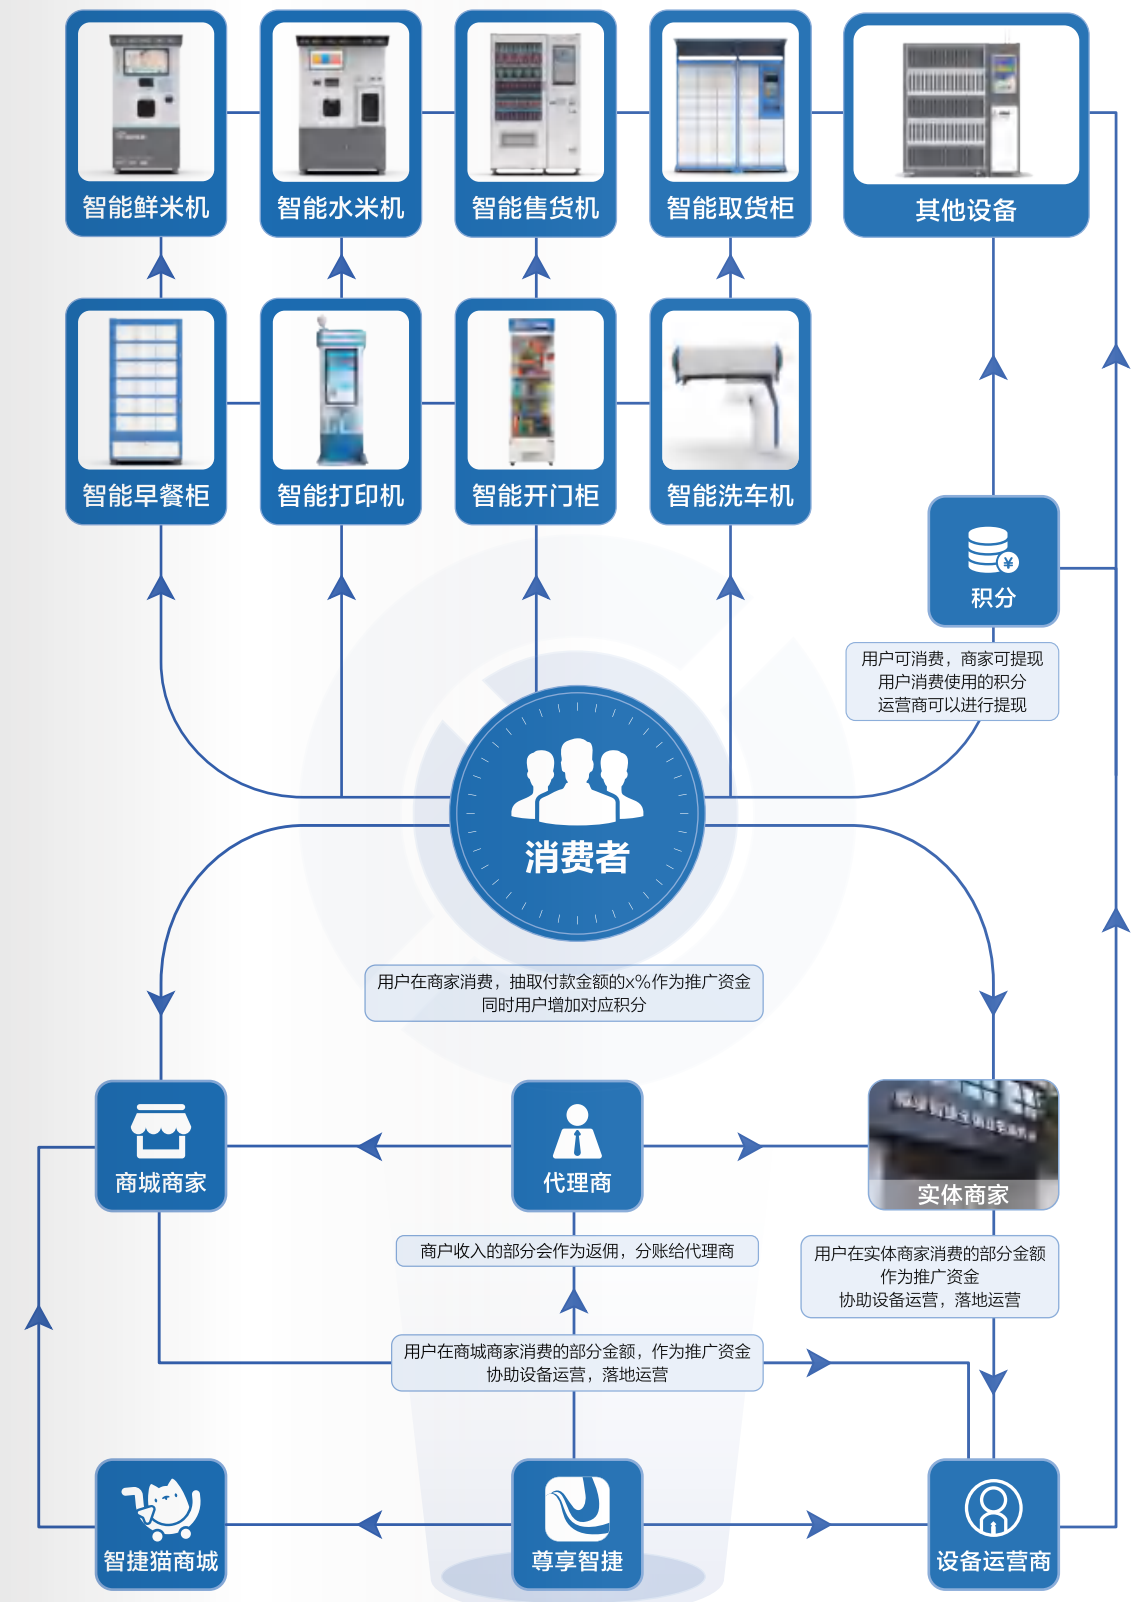 智能鲜米机
智能水米机
智能售货机
智能取货柜
其他设备
智能早餐柜
智能打印机
智能开门柜
智能洗车机
¥
积分
用户可消费，商家可提现
用户消费使用的积分
运营商可以进行提现
消费者
用户在商家消费，抽取付款金额的x%作为推广资金
同时用户增加对应积分
商城商家
代理商
实体商家
商户收入的部分会作为返佣，分账给代理商
用户在实体商家消费的部分金额
作为推广资金
协助设备运营，落地运营
用户在商城商家消费的部分金额，作为推广资金
协助设备运营，落地运营
智捷猫商城
尊享智捷
设备运营商